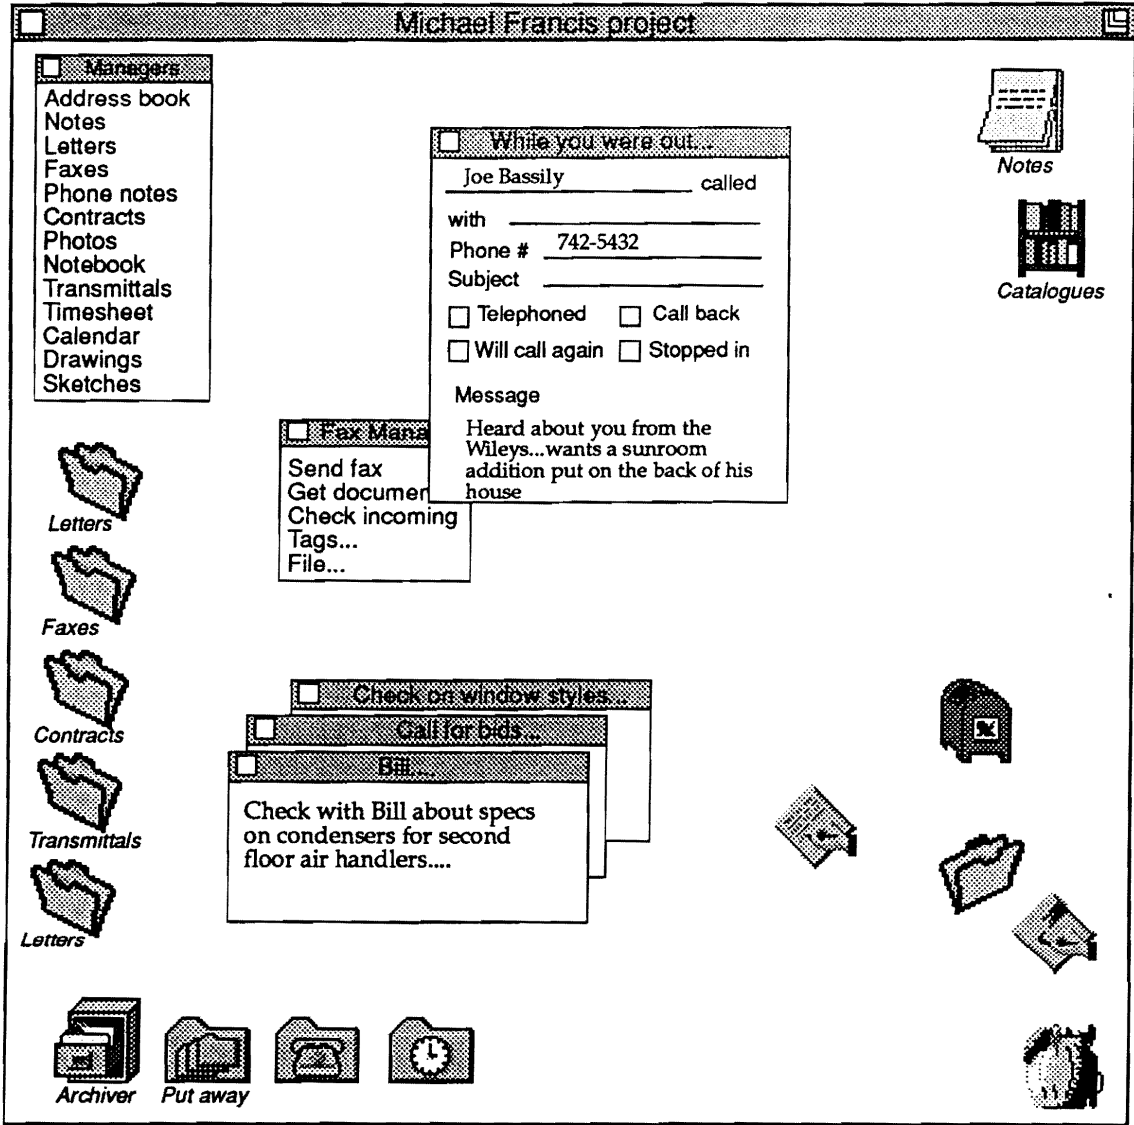 Michael Francis project
Managers
Address book
Notes
Letters
Faxes
Phone notes
Contracts
Photos
Notebook
Transmittals
Timesheet
Calendar
Drawings
Sketches
While you were out...
Joe Bassily called
with
Phone # 742-5432
Subject
Telephoned Call back
Will call again Stopped in
Message
Heard about you from the
Wileys...wants a sunroom
addition put on the back of his
house
Notes
Catalogues
Fax Mana
Send fax
Get documen
Check incoming
Tags...
File...
Letters
Faxes
Contracts
Transmittals
Letters
Check on window styles...
Call for bids...
Bill....
Check with Bill about specs
on condensers for second
floor air handlers....
Archiver
Put away